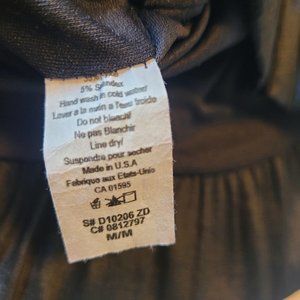 5% Spandex
Hand wash in cold water
Laver a la main a l'eau froide
Do not bleach/
Ne pas Blanchir
Line dry/
Suspendre pour secher
Made in U.S.A
Fabrique aux Etats-Unis
CA 01595
S# D10206 ZD
C# 0812797
M/M